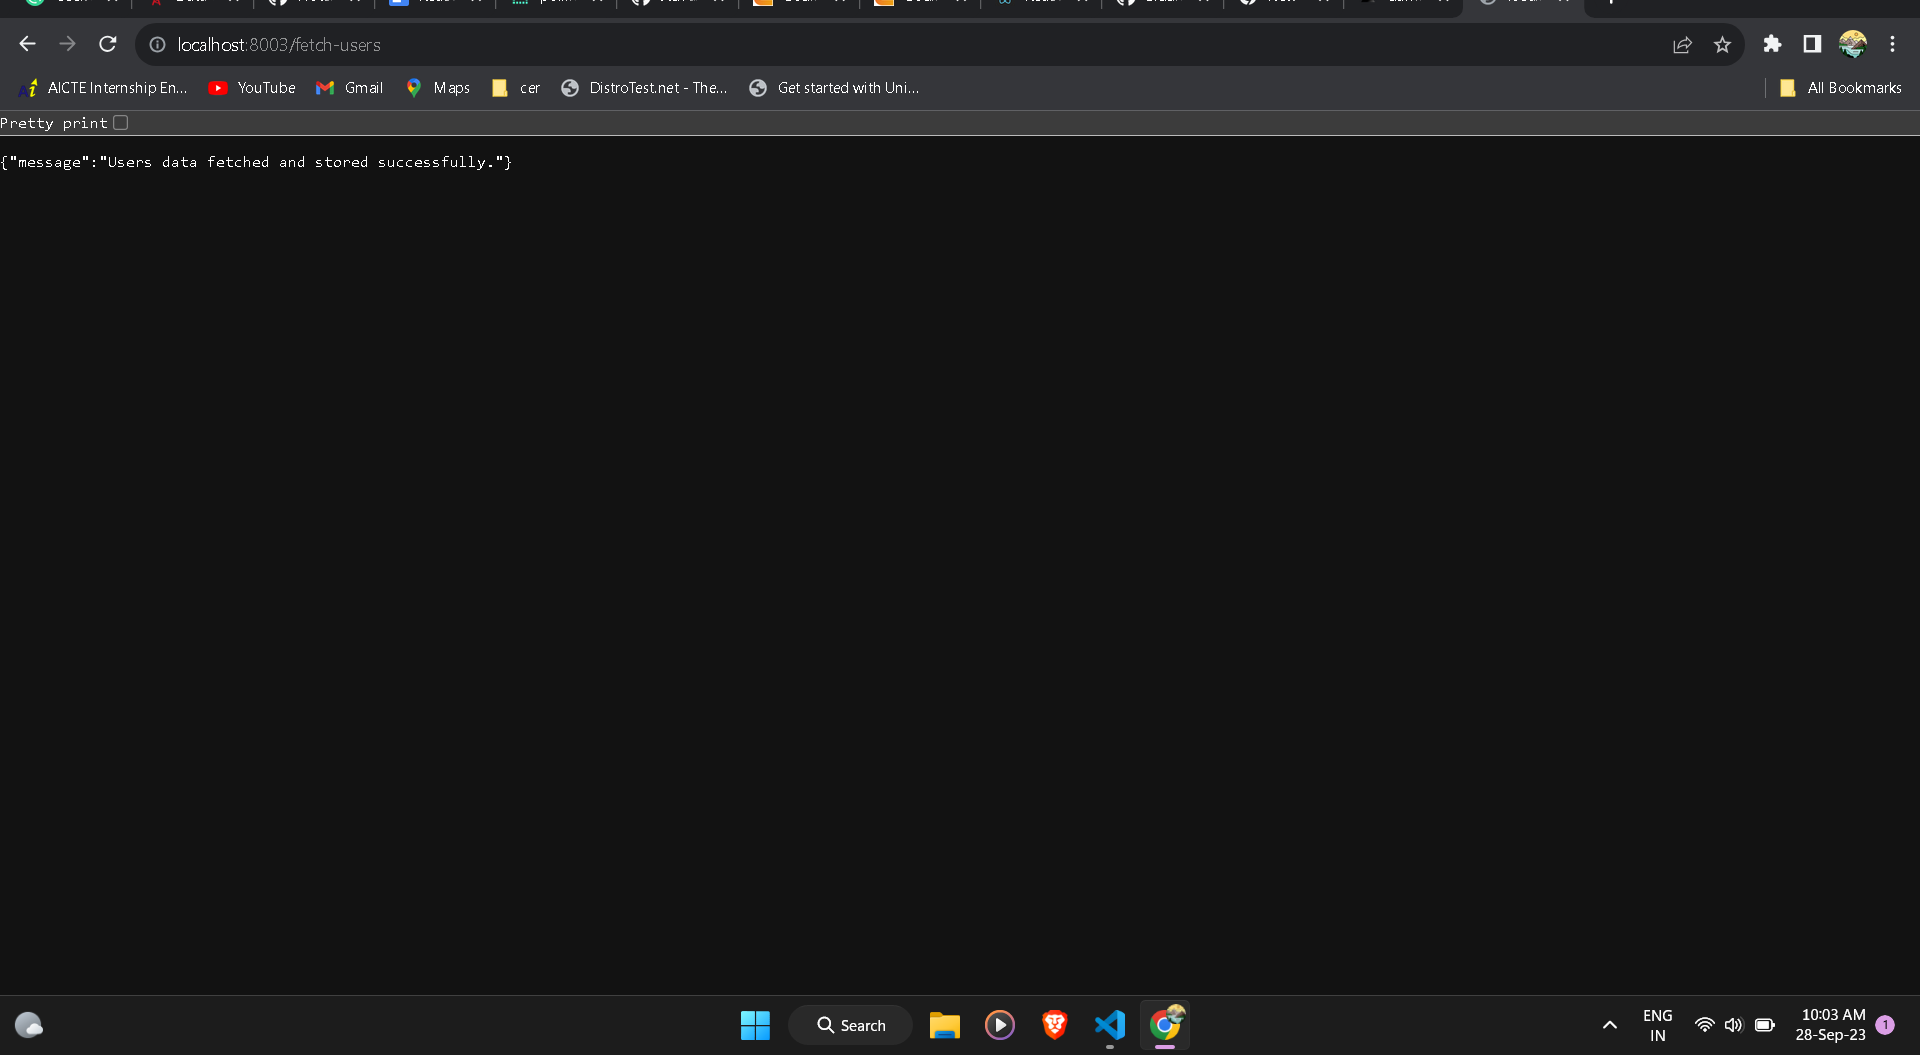 localhost:8003/fetch-users
AICTE Internship En... YouTube Gmail Maps cer DistroTest.net - The... Get started with Uni... All Bookmarks
Pretty print
{"message":"Users data fetched and stored successfully."}
Search
ENG
IN
10:03 AM
28-Sep-23
1